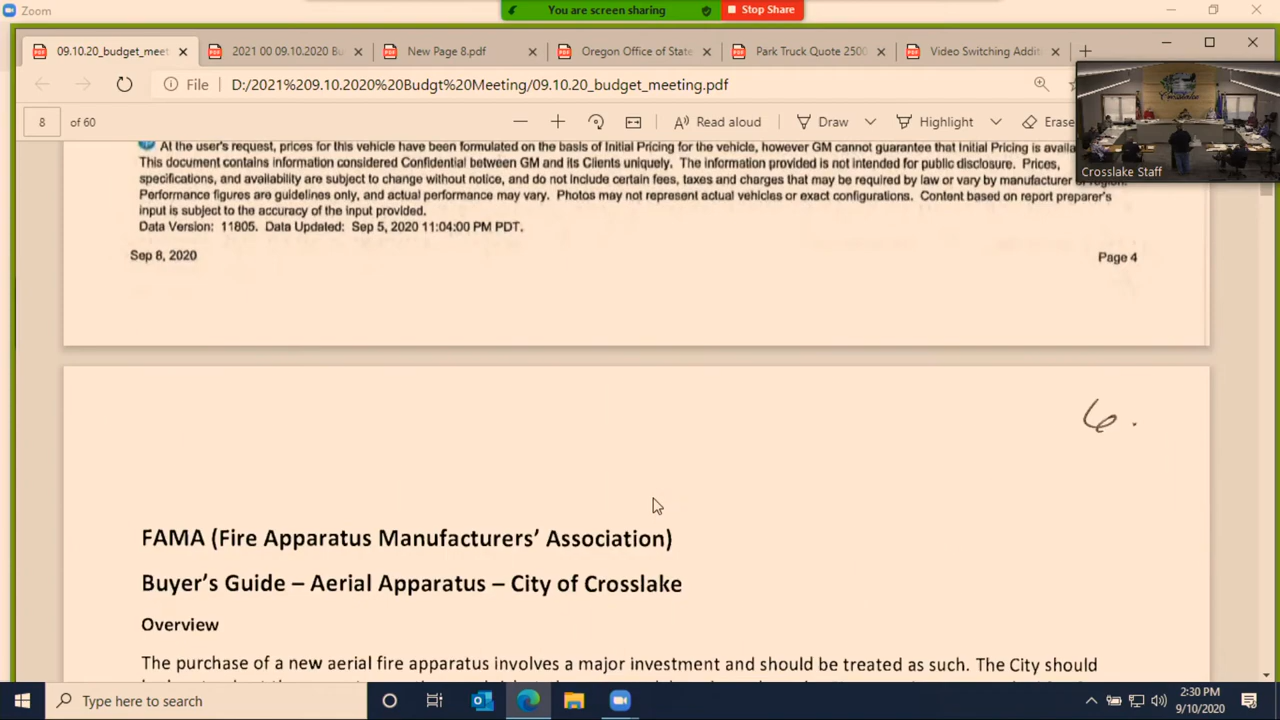 Zoom
You are screen sharing
Stop Share
09.10.20_budget_meet
2021 00 09.10.2020 Bu
New Page 8.pdf
Oregon Office of State
Park Truck Quote 2500
Video Switching Additi
File
D:/2021%209.10.2020%20Budgt%20Meeting/09.10.20_budget_meeting.pdf
8 of 60
Read aloud
Draw
Highlight
Erase
Crosslake
Crosslake Staff
At the user's request, prices for this vehicle have been formulated on the basis of Initial Pricing for the vehicle, however GM cannot guarantee that Initial Pricing is availa
This document contains information considered Confidential between GM and its Clients uniquely. The information provided is not intended for public disclosure. Prices,
specifications, and availability are subject to change without notice, and do not include certain fees, taxes and charges that may be required by law or vary by manufacturer or region.
Performance figures are guidelines only, and actual performance may vary. Photos may not represent actual vehicles or exact configurations. Content based on report preparer's
input is subject to the accuracy of the input provided.
Data Version: 11805. Data Updated: Sep 5, 2020 11:04:00 PM PDT.
Sep 8, 2020
Page 4
6.
FAMA (Fire Apparatus Manufacturers' Association)
Buyer's Guide – Aerial Apparatus – City of Crosslake
Overview
The purchase of a new aerial fire apparatus involves a major investment and should be treated as such. The City should
Type here to search
2:30 PM
9/10/2020